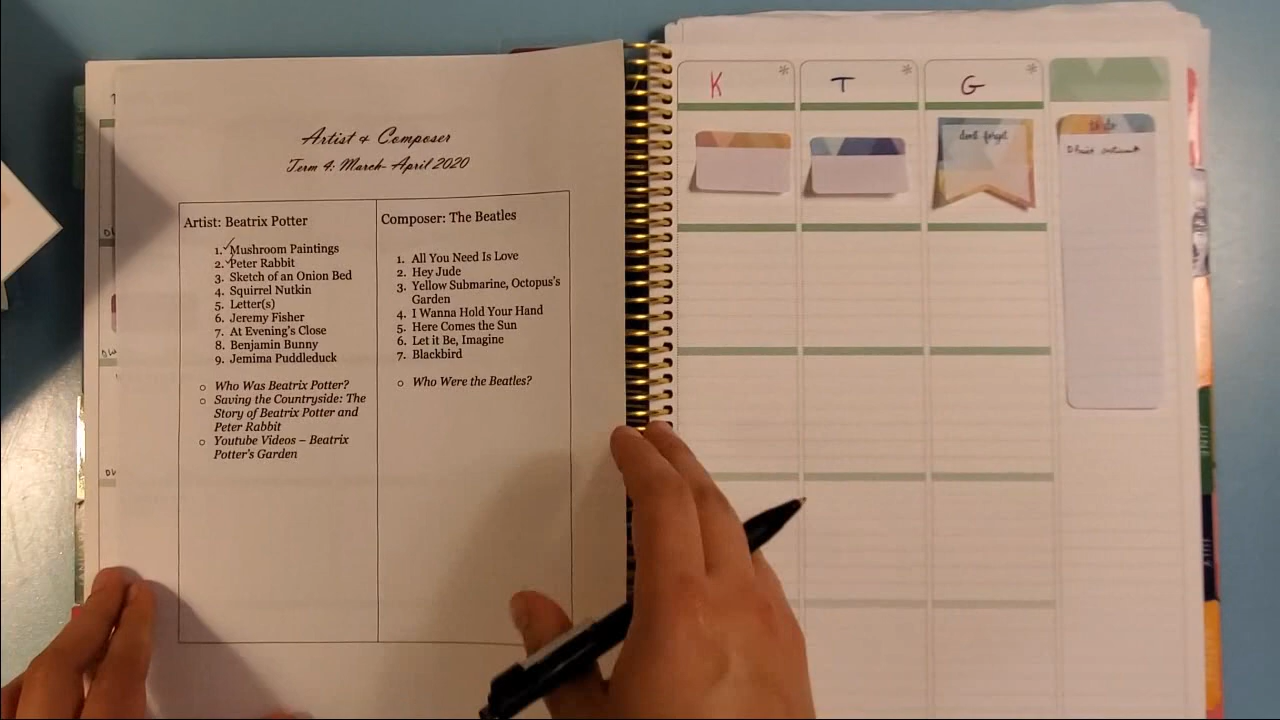 Artist & Composer
Term 4: March- April 2020
Artist: Beatrix Potter
1. Mushroom Paintings
2. Peter Rabbit
3. Sketch of an Onion Bed
4. Squirrel Nutkin
5. Letter(s)
6. Jeremy Fisher
7. At Evening's Close
8. Benjamin Bunny
9. Jemima Puddleduck
o Who Was Beatrix Potter?
o Saving the Countryside: The
Story of Beatrix Potter and
Peter Rabbit
o Youtube Videos – Beatrix
Potter's Garden
Composer: The Beatles
1. All You Need Is Love
2. Hey Jude
3. Yellow Submarine, Octopus's
Garden
4. I Wanna Hold Your Hand
5. Here Comes the Sun
6. Let it Be, Imagine
7. Blackbird
o Who Were the Beatles?
K
T
G
don't forget
to do
JUNE
JULY